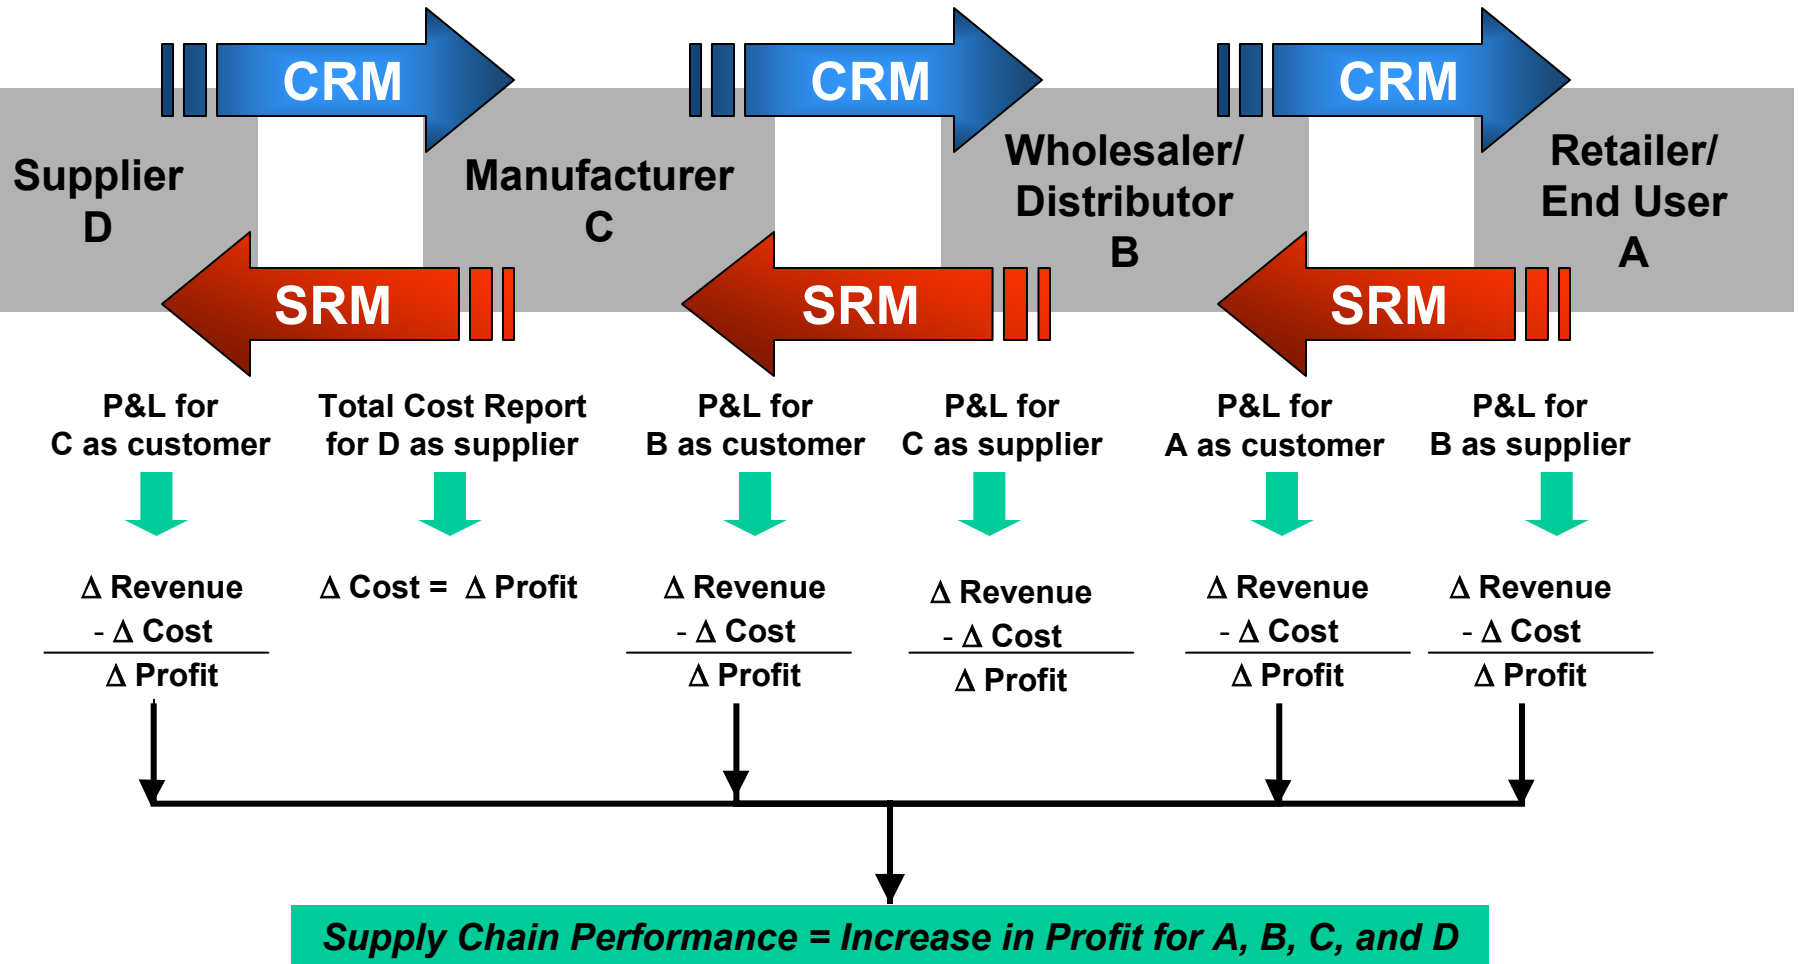 CRM
CRM
CRM
Supplier
D
Manufacturer
C
Wholesaler/
Distributor
B
Retailer/
End User
A
SRM
SRM
SRM
P&L for
C as customer
Total Cost Report
for D as supplier
P&L for
B as customer
P&L for
C as supplier
P&L for
A as customer
P&L for
B as supplier
Δ Revenue
- Δ Cost
Δ Profit
Δ Cost = Δ Profit
Δ Revenue
- Δ Cost
Δ Profit
Δ Revenue
- Δ Cost
Δ Profit
Δ Revenue
- Δ Cost
Δ Profit
Δ Revenue
- Δ Cost
Δ Profit
Supply Chain Performance = Increase in Profit for A, B, C, and D